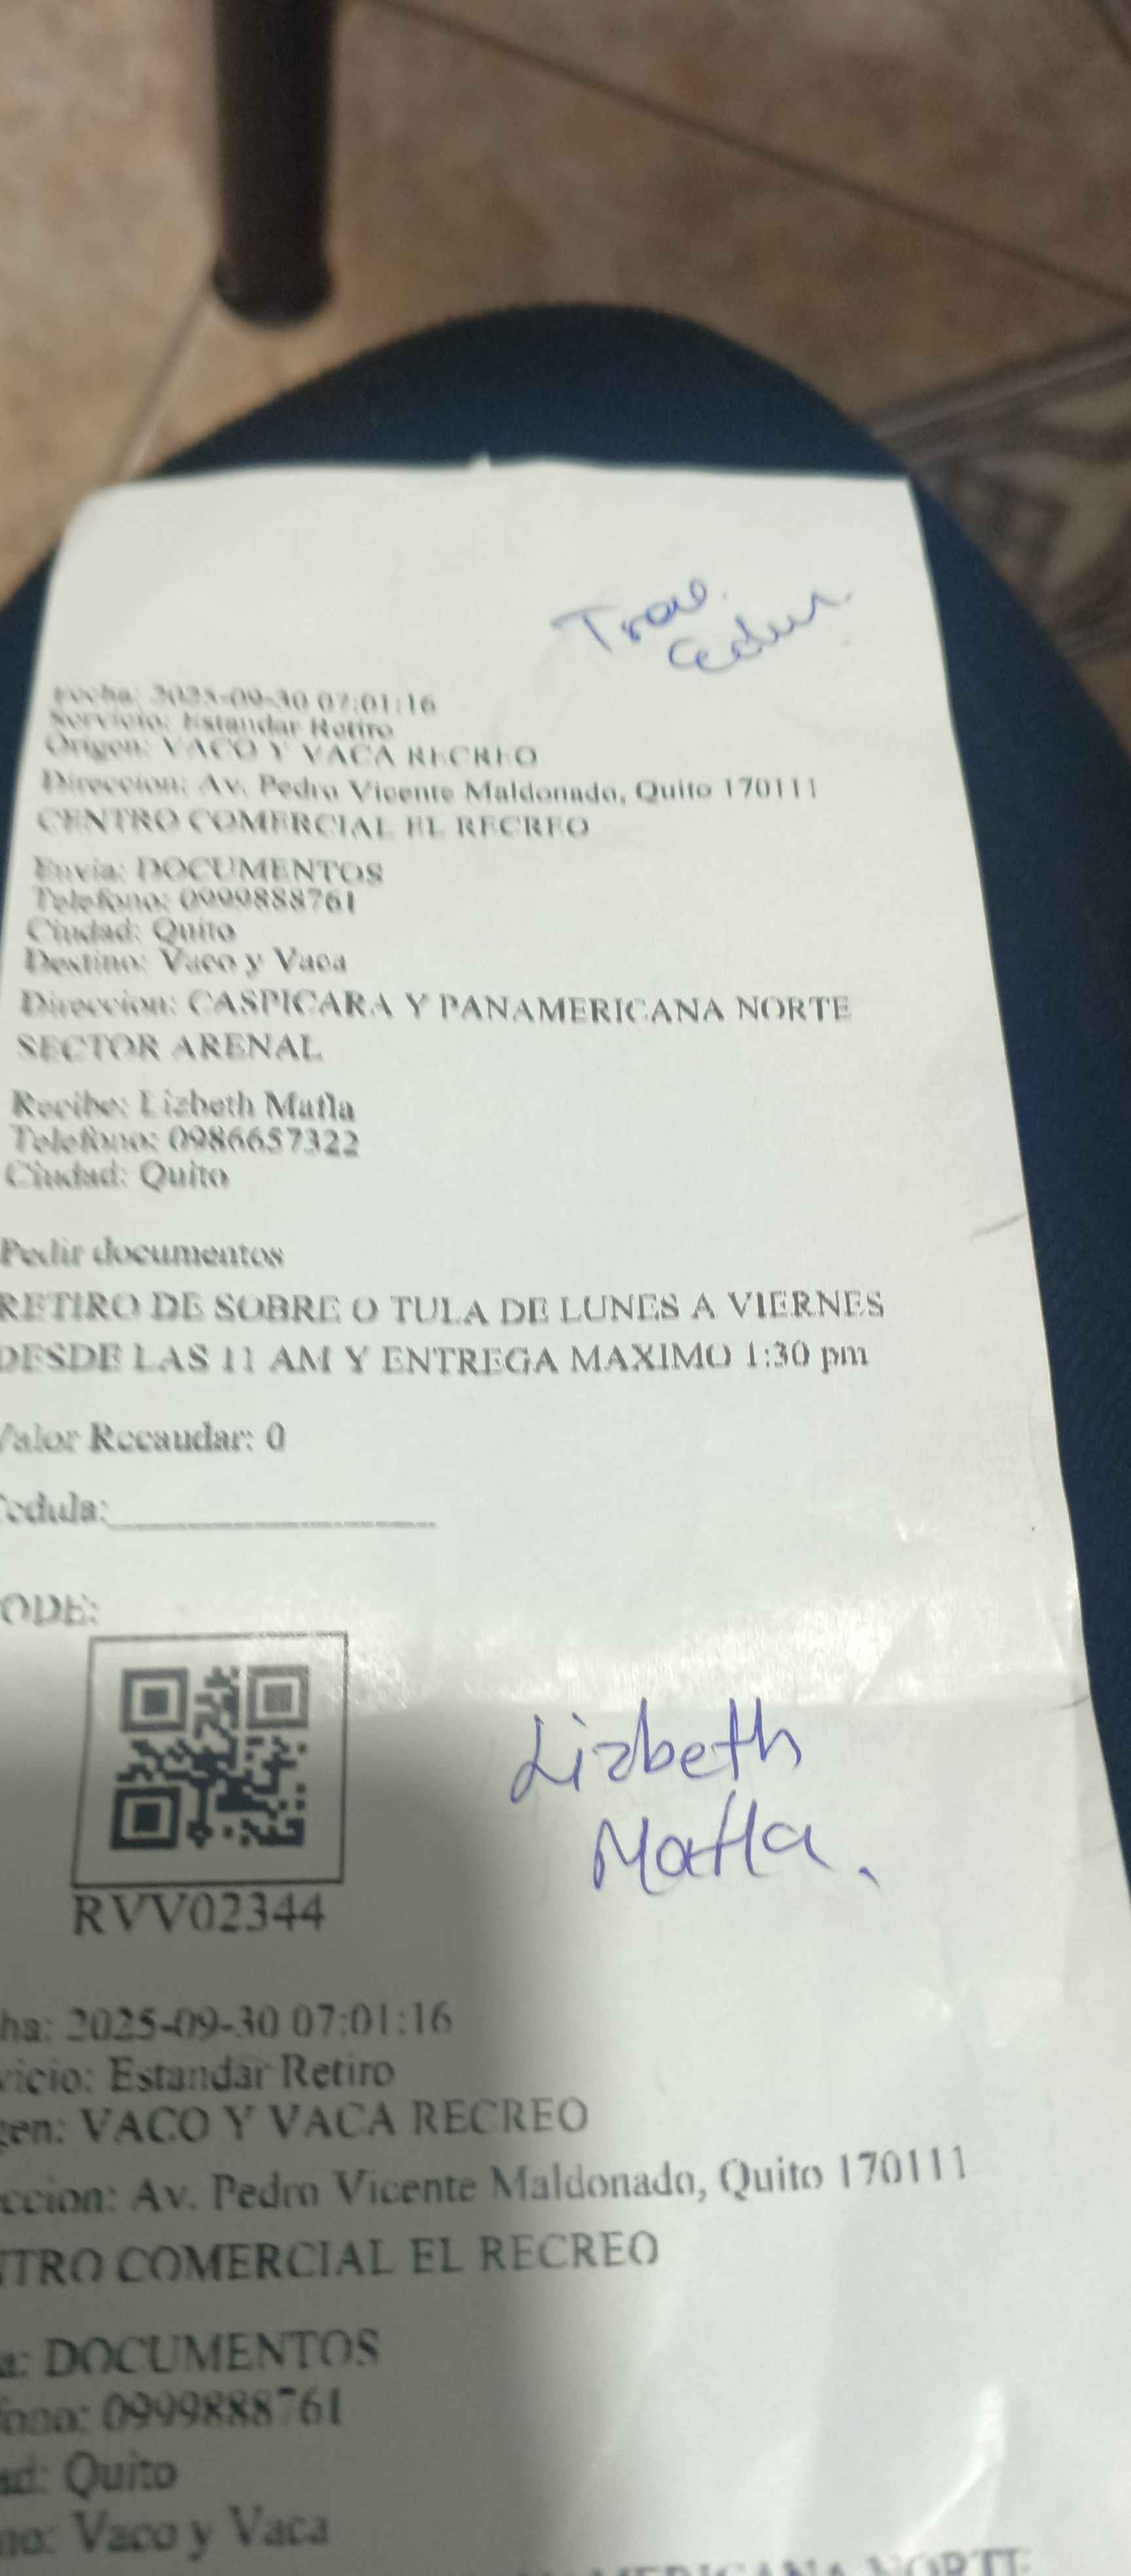 Fecha: 2025-09-30 07:01:16
Servicio: Estandar Retiro
Origen: VACO Y VACA RECREO
Direccion: Av. Pedro Vicente Maldonado, Quito 170111
CENTRO COMERCIAL EL RECREO
Envia: DOCUMENTOS
Telefono: 0999888761
Ciudad: Quito
Destino: Vaco y Vaca
Direccion: CASPICARA Y PANAMERICANA NORTE
SECTOR ARENAL
Recibe: Lizbeth Mafla
Telefono: 0986657322
Ciudad: Quito
Pedir documentos
RETIRO DE SOBRE O TULA DE LUNES A VIERNES
DESDE LAS 11 AM Y ENTREGA MAXIMO 1:30 pm
Valor Recaudar: 0
Cedula:
ODE:
Lizbeth
Mafla.
RVV02344
ha: 2025-09-30 07:01:16
vicio: Estandar Retiro
gen: VACO Y VACA RECREO
ccion: Av. Pedro Vicente Maldonado, Quito 170111
NTRO COMERCIAL EL RECREO
a: DOCUMENTOS
fono: 0999888761
ad: Quito
no: Vaco y Vaca
NORTE